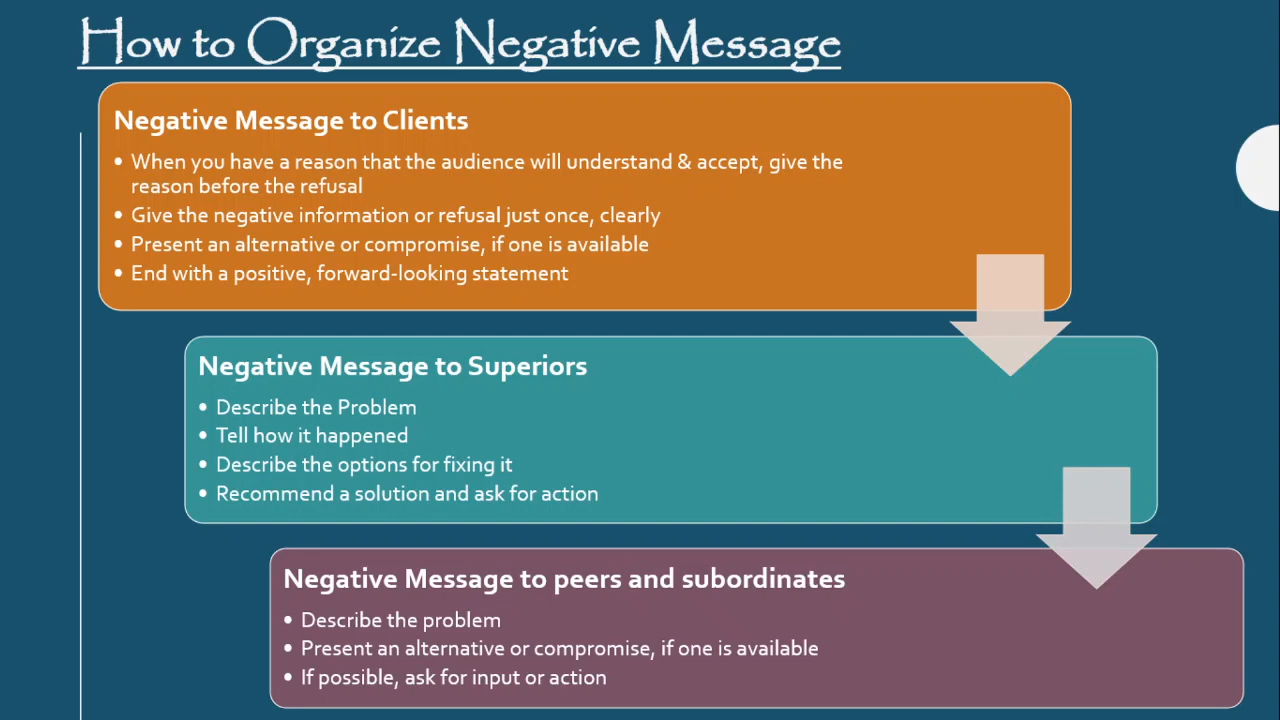 How to Organize Negative Message
Negative Message to Clients
• When you have a reason that the audience will understand & accept, give the
reason before the refusal
• Give the negative information or refusal just once, clearly
• Present an alternative or compromise, if one is available
• End with a positive, forward-looking statement
Negative Message to Superiors
• Describe the Problem
• Tell how it happened
• Describe the options for fixing it
• Recommend a solution and ask for action
Negative Message to peers and subordinates
• Describe the problem
• Present an alternative or compromise, if one is available
• If possible, ask for input or action